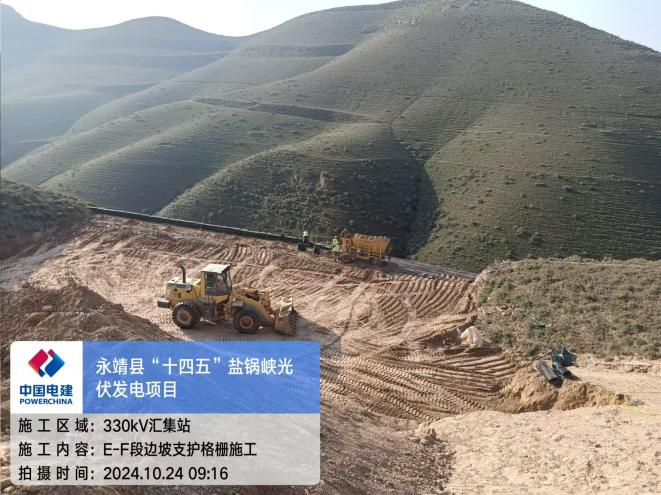 中国电建
POWERCHINA
永靖县“十四五”盐锅峡光
伏发电项目
施工区域：330kV汇集站
施工内容：E-F段边坡支护格栅施工
拍摄时间：2024.10.24 09:16